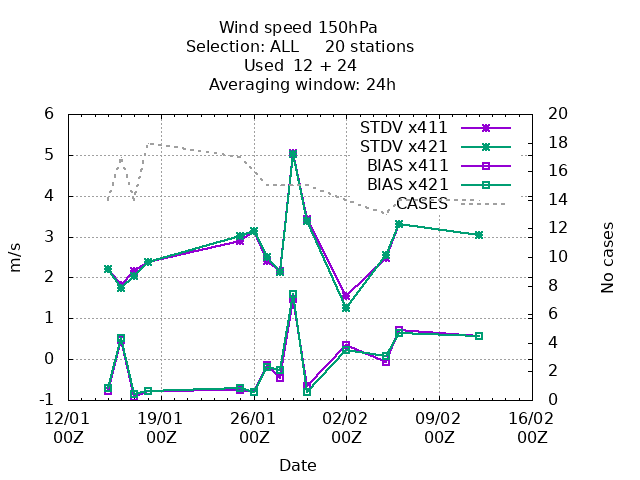 Wind speed 150hPa
Selection: ALL     20 stations
Used 12 + 24
Averaging window: 24h
6
5
4
3
2
1
0
-1
m/s
20
18
16
14
12
10
8
6
4
2
0
No cases
STDV x411
STDV x421
BIAS x411
BIAS x421
CASES
12/01 19/01 26/01 02/02 09/02 16/02
00Z 00Z 00Z 00Z 00Z 00Z
Date